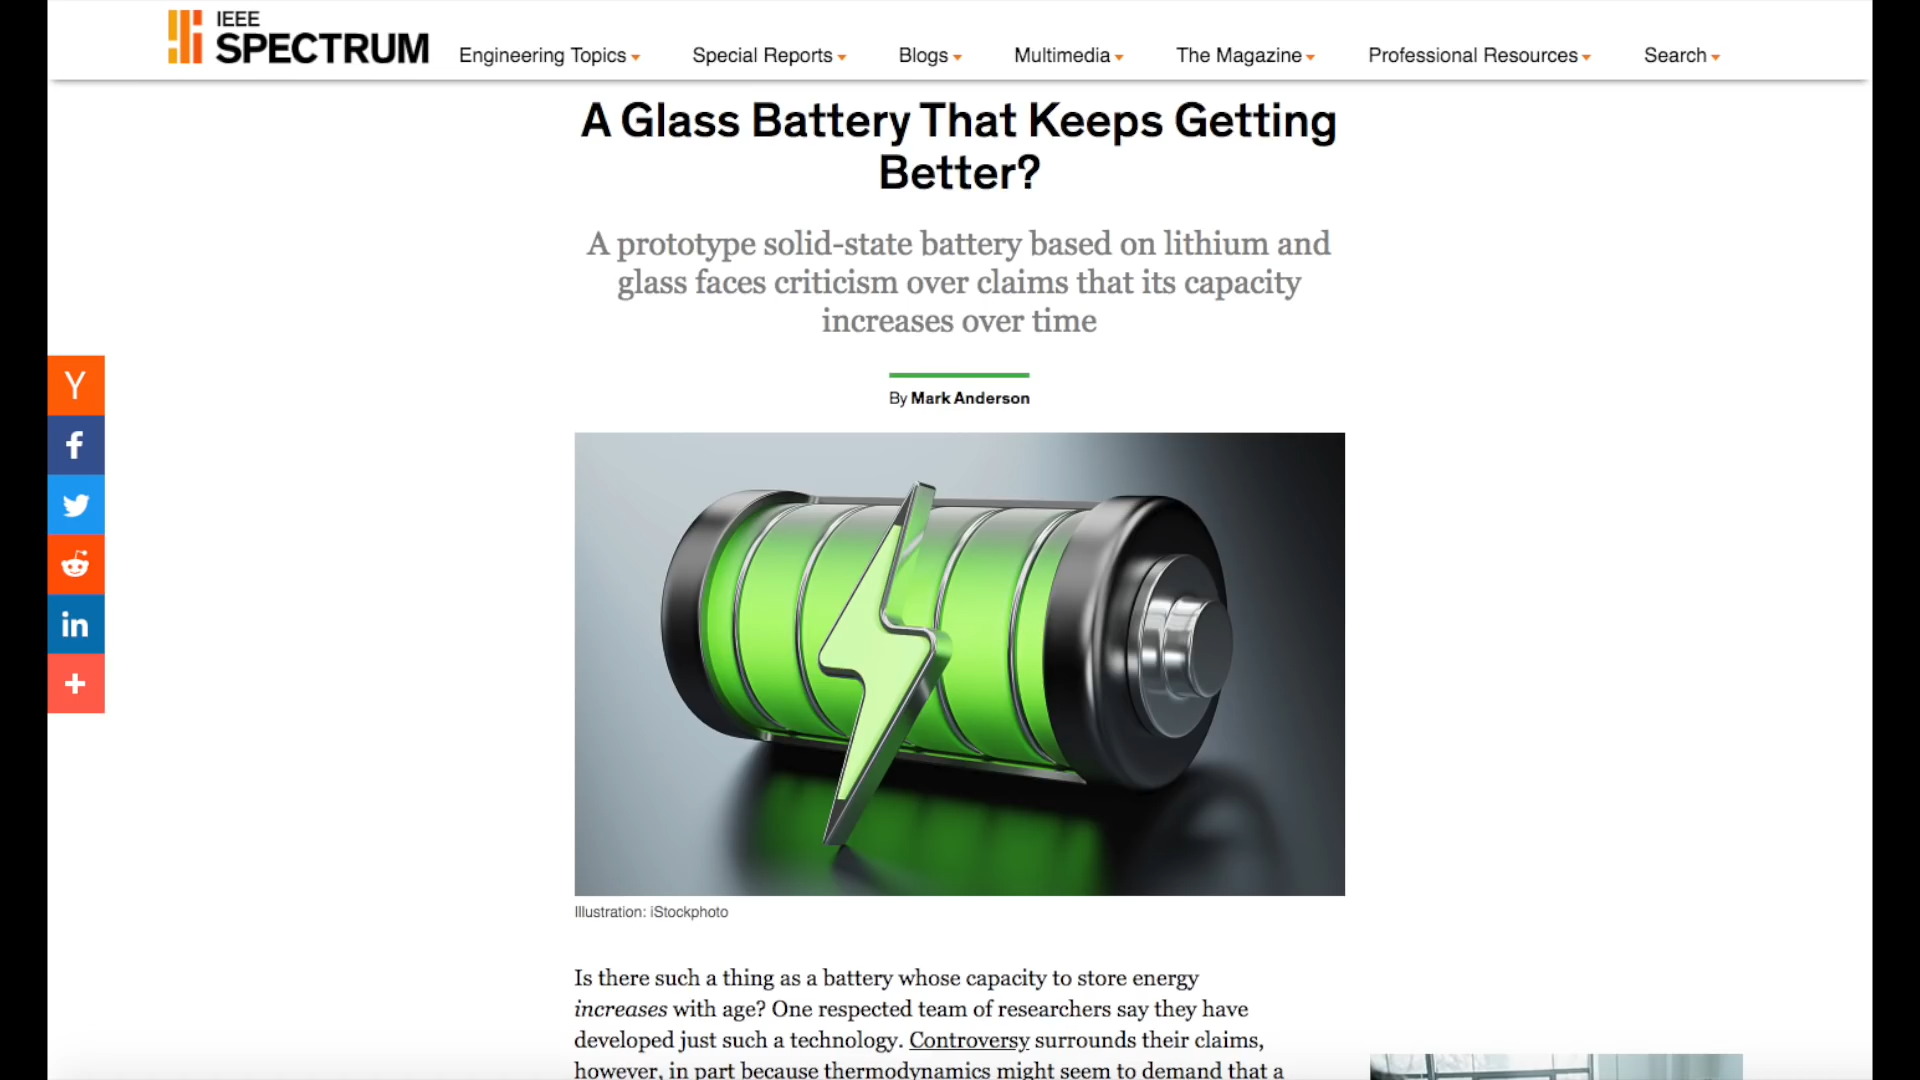 IEEE
SPECTRUM
Engineering Topics
Special Reports
Blogs
Multimedia
The Magazine
Professional Resources
Search
A Glass Battery That Keeps Getting
Better?
A prototype solid-state battery based on lithium and
glass faces criticism over claims that its capacity
increases over time
By Mark Anderson
Y
f
in
+
Illustration: iStockphoto
Is there such a thing as a battery whose capacity to store energy
increases with age? One respected team of researchers say they have
developed just such a technology. Controversy surrounds their claims,
however, in part because thermodynamics might seem to demand that a